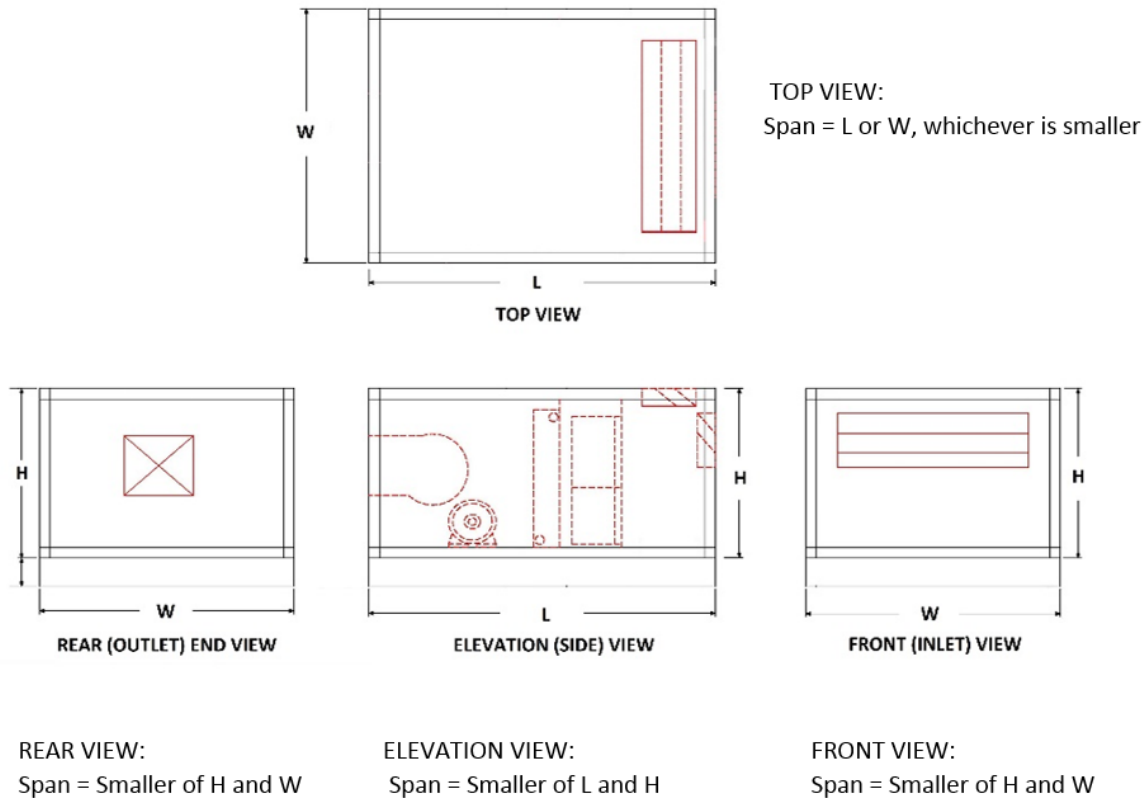 TOP VIEW:
Span = L or W, whichever is smaller
W
L
TOP VIEW
H
W
REAR (OUTLET) END VIEW
H
L
ELEVATION (SIDE) VIEW
H
W
FRONT (INLET) VIEW
REAR VIEW:
Span = Smaller of H and W
ELEVATION VIEW:
Span = Smaller of L and H
FRONT VIEW:
Span = Smaller of H and W